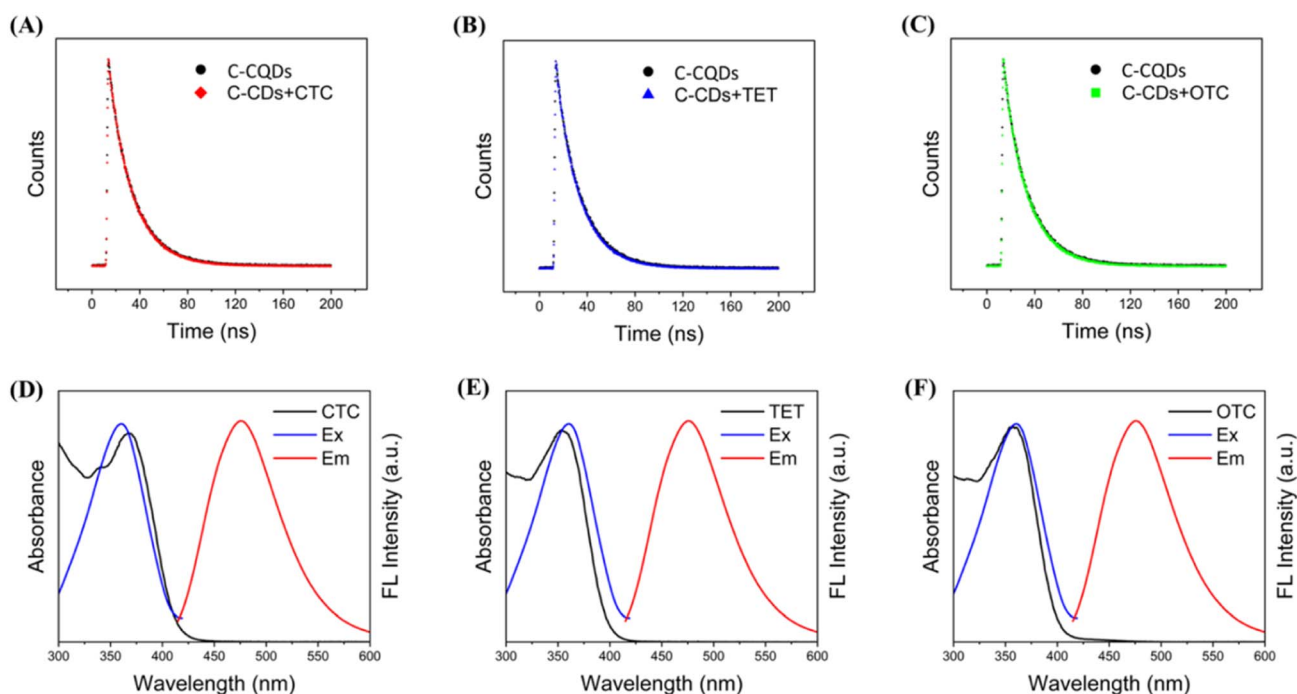 (A)
C-CQDs
C-CDs+CTC
Counts
0 40 80 120 160 200
Time (ns)
(B)
C-CQDs
C-CDs+TET
Counts
0 40 80 120 160 200
Time (ns)
(C)
C-CQDs
C-CDs+OTC
Counts
0 40 80 120 160 200
Time (ns)
(D)
CTC
Ex
Em
Absorbance
FL Intensity (a.u.)
300 350 400 450 500 550 600
Wavelength (nm)
(E)
TET
Ex
Em
Absorbance
FL Intensity (a.u.)
300 350 400 450 500 550 600
Wavelength (nm)
(F)
OTC
Ex
Em
Absorbance
FL Intensity (a.u.)
300 350 400 450 500 550 600
Wavelength (nm)